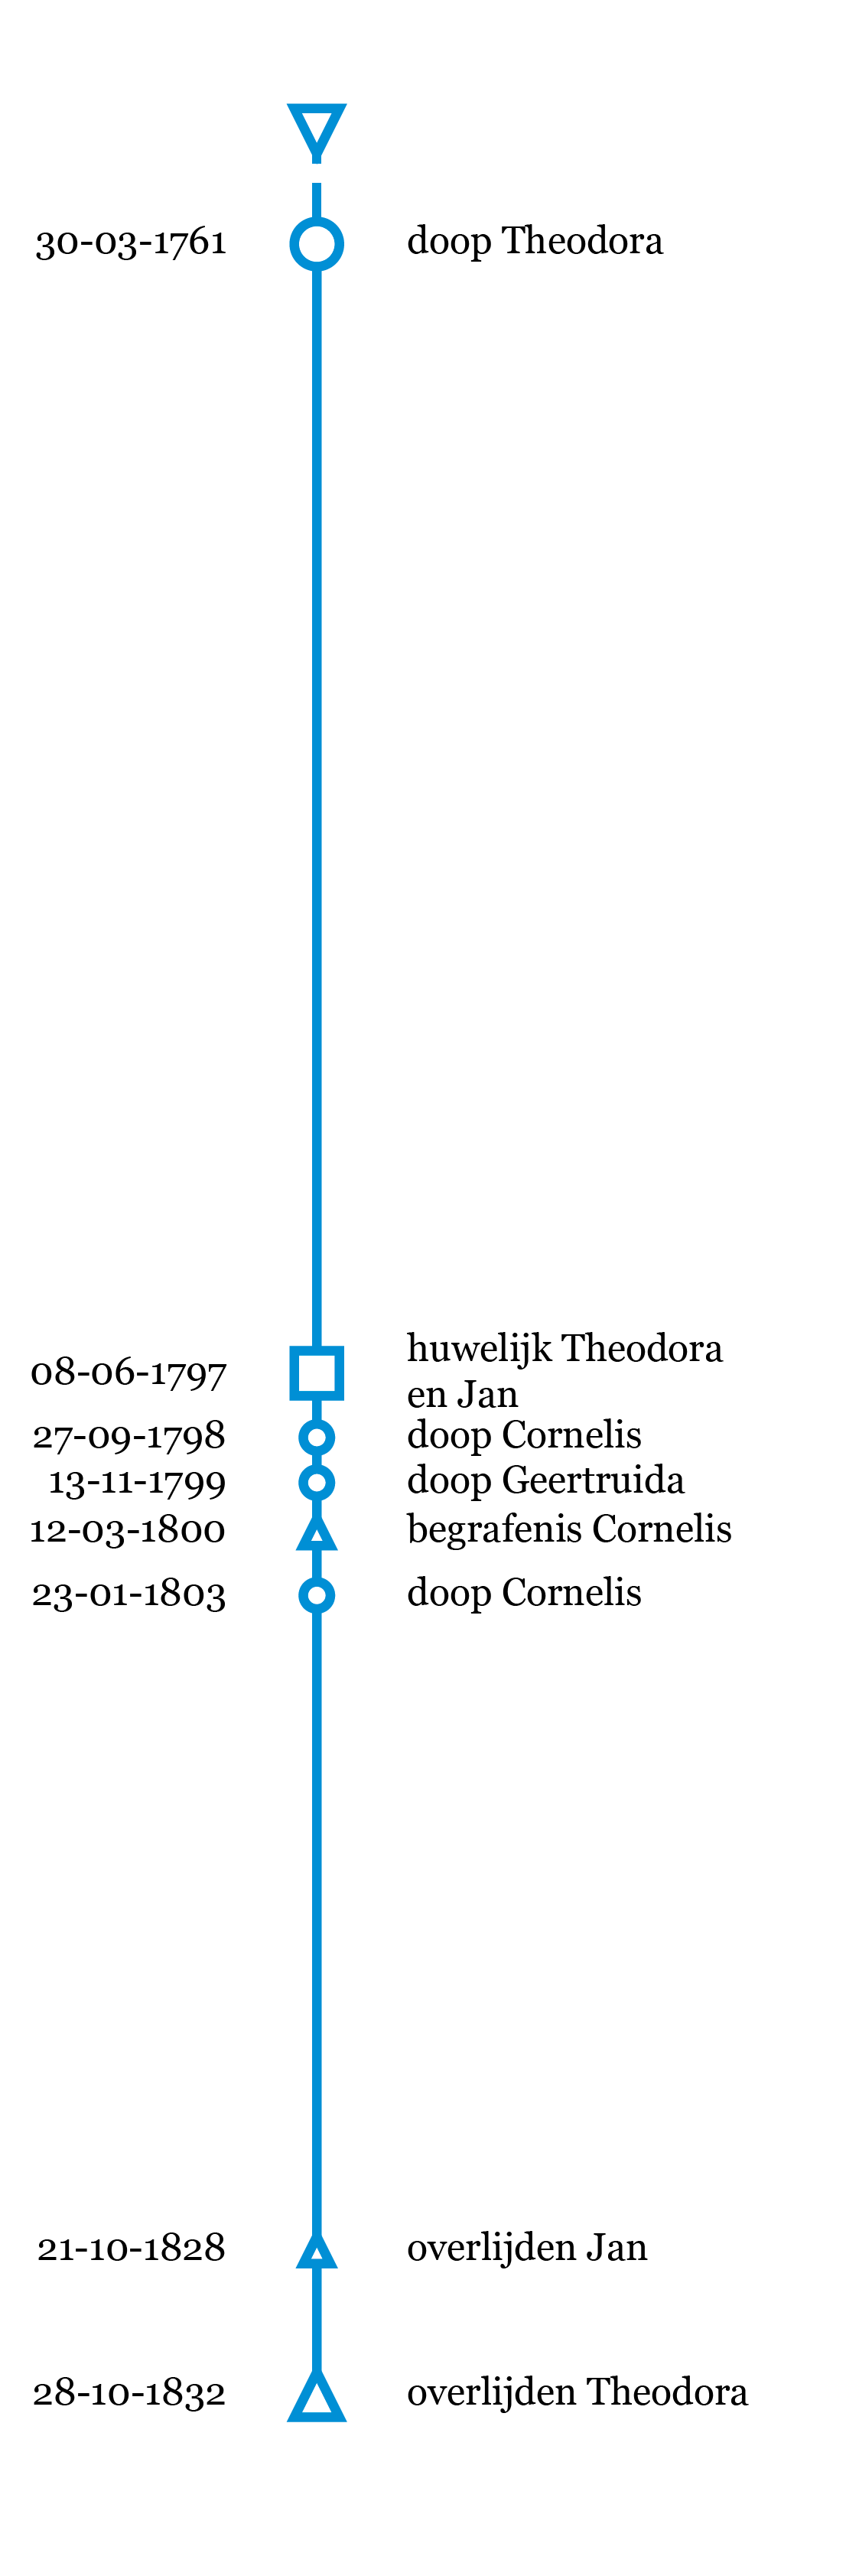 30-03-1761 doop Theodora
08-06-1797 huwelijk Theodora
en Jan
27-09-1798 doop Cornelis
13-11-1799 doop Geertruida
12-03-1800 begrafenis Cornelis
23-01-1803 doop Cornelis
21-10-1828 overlijden Jan
28-10-1832 overlijden Theodora